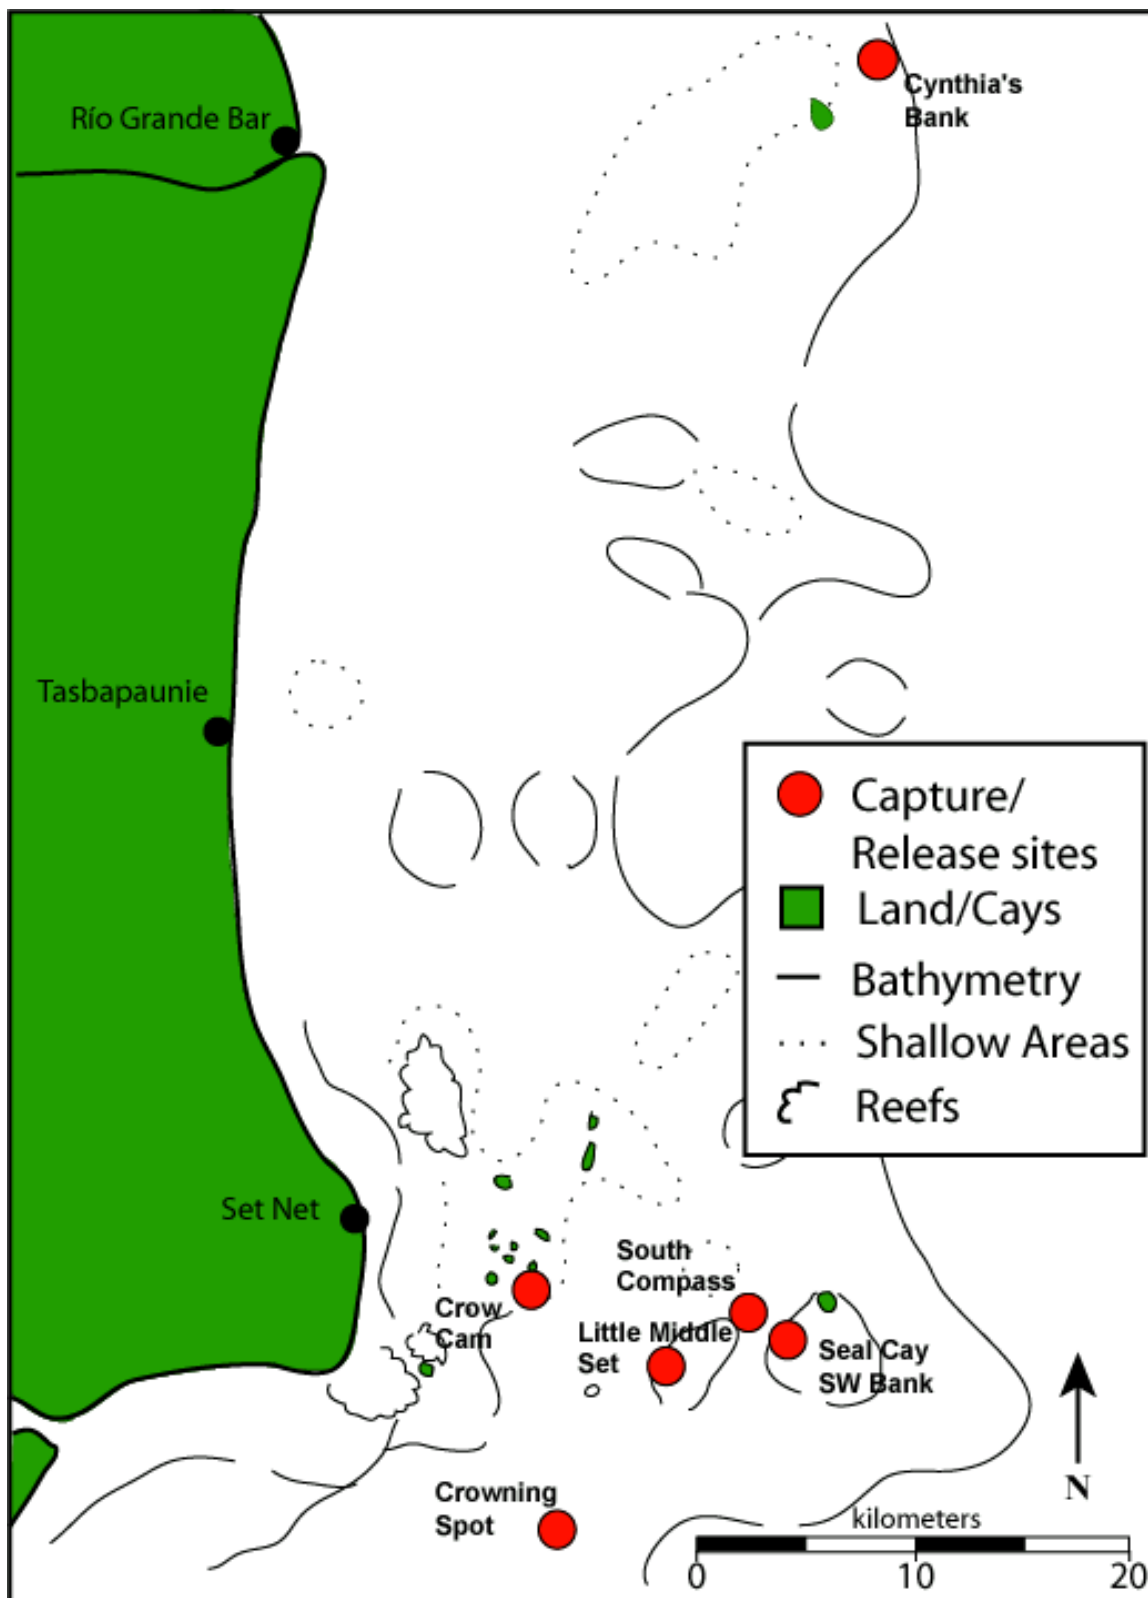 Cynthia's
Bank
Río Grande Bar
Tasbapaunie
Capture/
Release sites
Land/Cays
Bathymetry
Shallow Areas
Reefs
Set Net
South
Compass
Crow
Cam
Little Middle
Set
Seal Cay
SW Bank
N
Crowning
Spot
kilometers
0 10 20